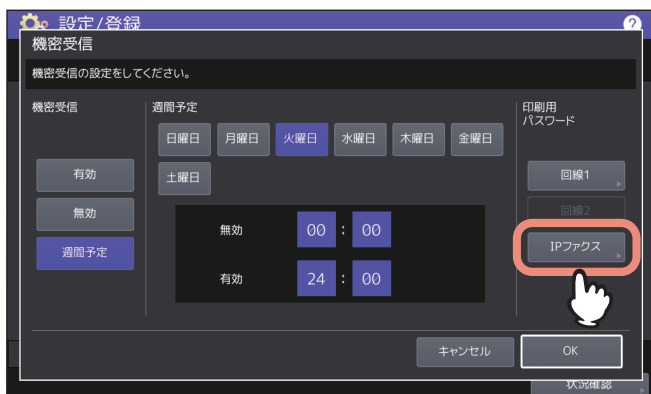 設定/登録
?
機密受信
機密受信の設定をしてください。
機密受信
有効
無効
週間予定
週間予定
日曜日 月曜日 火曜日 水曜日 木曜日 金曜日
土曜日
無効 00 : 00
有効 24 : 00
印刷用
パスワード
回線1
回線2
IPファクス
キャンセル OK
状況確認